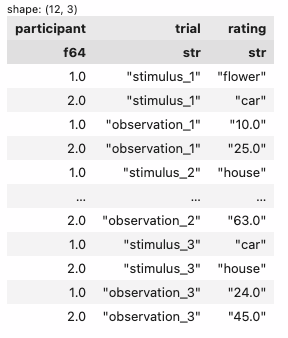 shape: (12, 3)
participant trial rating
f64 str str
1.0 "stimulus_1" "flower"
2.0 "stimulus_1" "car"
1.0 "observation_1" "10.0"
2.0 "observation_1" "25.0"
1.0 "stimulus_2" "house"
... ... ...
2.0 "observation_2" "63.0"
1.0 "stimulus_3" "car"
2.0 "stimulus_3" "house"
1.0 "observation_3" "24.0"
2.0 "observation_3" "45.0"